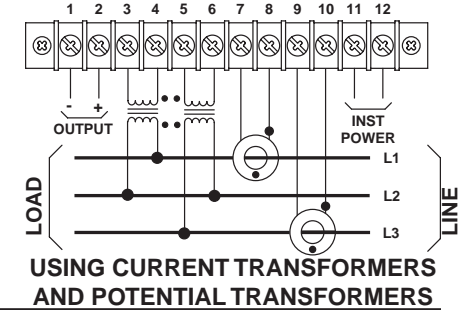 1 2 3 4 5 6 7 8 9 10 11 12
- +
OUTPUT
INST
POWER
L1
L2
L3
LOAD
LINE
USING CURRENT TRANSFORMERS
AND POTENTIAL TRANSFORMERS